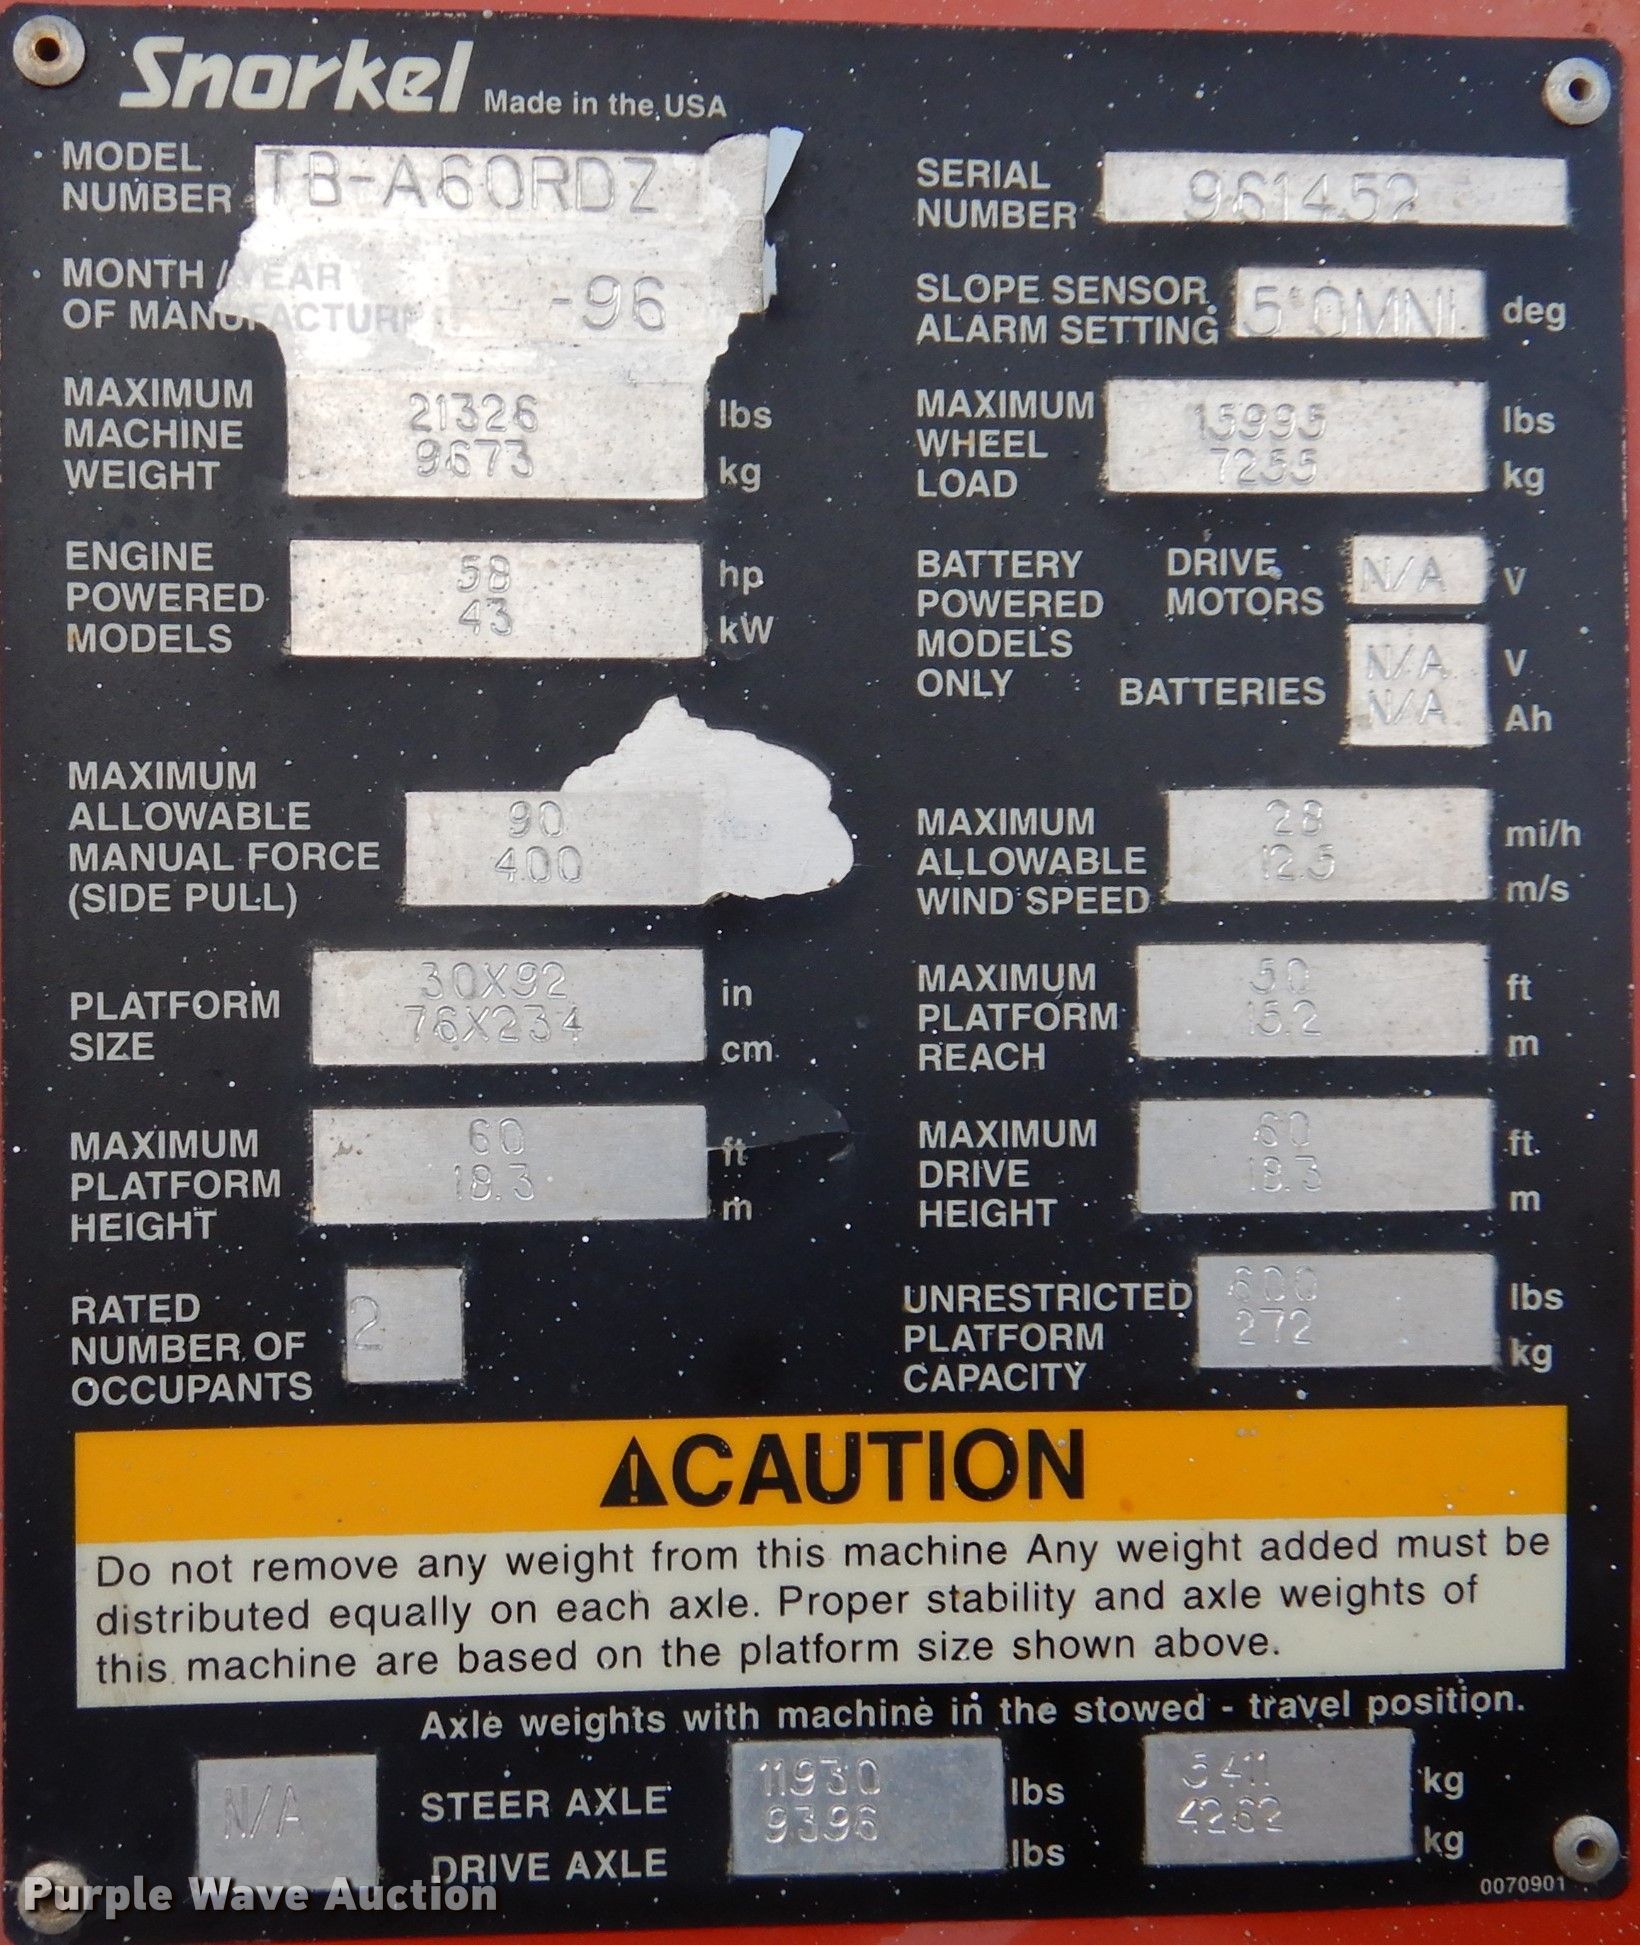 Snorkel Made in the USA
MODEL NUMBER TB-A60RDZ
SERIAL NUMBER 961452
MONTH / YEAR OF MANUFACTURE -96
SLOPE SENSOR ALARM SETTING 5°OMNI deg
MAXIMUM MACHINE WEIGHT
21326 lbs
9673 kg
MAXIMUM WHEEL LOAD
15995 lbs
7255 kg
ENGINE POWERED MODELS
58 hp
43 kW
BATTERY POWERED MODELS ONLY
DRIVE MOTORS N/A V
BATTERIES
N/A V
N/A Ah
MAXIMUM ALLOWABLE MANUAL FORCE (SIDE PULL)
90
400
MAXIMUM ALLOWABLE WIND SPEED
28 mi/h
12.5 m/s
PLATFORM SIZE
30X92 in
76X234 cm
MAXIMUM PLATFORM REACH
50 ft
15.2 m
MAXIMUM PLATFORM HEIGHT
60 ft
18.3 m
MAXIMUM DRIVE HEIGHT
60 ft.
18.3 m
RATED NUMBER OF OCCUPANTS 2
UNRESTRICTED PLATFORM CAPACITY
600 lbs
272 kg
CAUTION
Do not remove any weight from this machine Any weight added must be
distributed equally on each axle. Proper stability and axle weights of
this machine are based on the platform size shown above.
Axle weights with machine in the stowed - travel position.
N/A
STEER AXLE 11930 lbs 5411 kg
DRIVE AXLE 9396 lbs 4262 kg
0070901
Purple Wave Auction